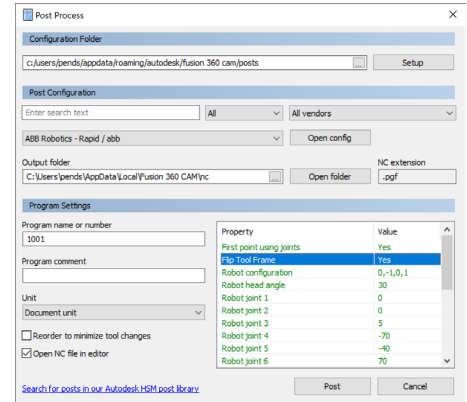 Post Process
Configuration Folder
c:/users/pends/appdata/roaming/autodesk/fusion 360 cam/posts
...
Setup
Post Configuration
Enter search text
All
All vendors
ABB Robotics - Rapid / abb
Open config
Output folder
NC extension
C:\Users\pends\AppData\Local\Fusion 360 CAM\nc
...
Open folder
.pgf
Program Settings
Program name or number
1001
Program comment
Unit
Document unit
Reorder to minimize tool changes
Open NC file in editor
Property Value
First point using joints Yes
Flip Tool Frame Yes
Robot configuration 0,-1,0,1
Robot head angle 30
Robot joint 1 0
Robot joint 2 0
Robot joint 3 5
Robot joint 4 -70
Robot joint 5 -40
Robot joint 6 70
Search for posts in our Autodesk HSM post library
Post
Cancel